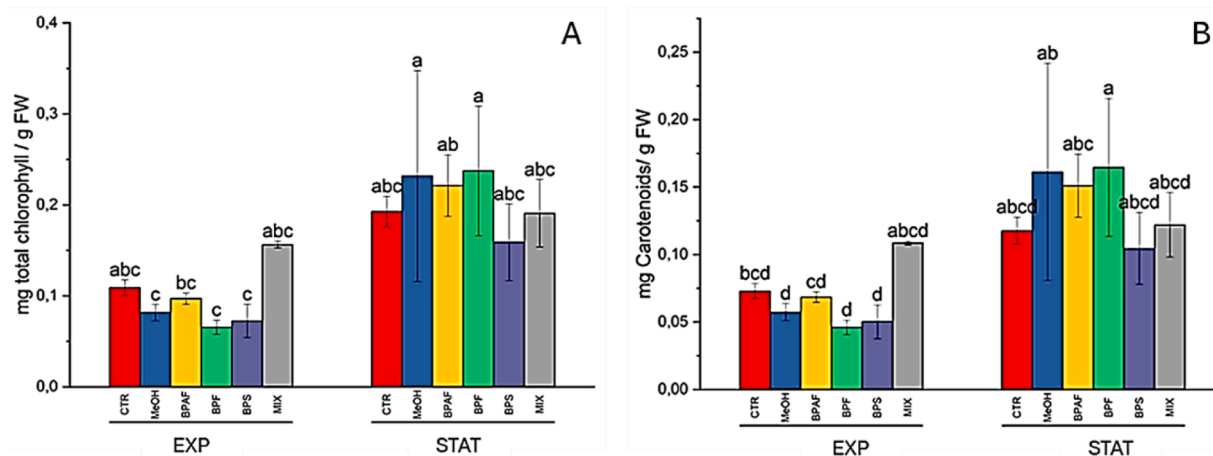 A
mg total chlorophyll / g FW
0,4
0,3
0,2
0,1
0,0
abc c bc c c abc
abc a ab a abc abc
CTR MeOH BPAF BPF BPS MIX
CTR MeOH BPAF BPF BPS MIX
EXP STAT
B
mg Carotenoids/ g FW
0,25
0,20
0,15
0,10
0,05
0,00
bcd d cd d d abcd
abcd ab abc a abcd abcd
CTR MeOH BPAF BPF BPS MIX
CTR MeOH BPAF BPF BPS MIX
EXP STAT